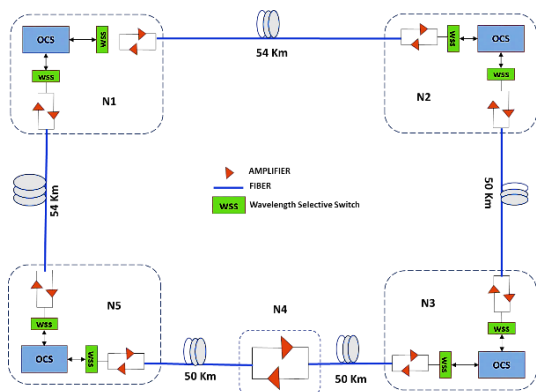 OCS
WSS
WSS
N1
54 Km
WSS
OCS
WSS
N2
54 Km
50 Km
AMPLIFIER
FIBER
WSS
Wavelength Selective Switch
N5
WSS
OCS
WSS
50 Km
N4
50 Km
N3
WSS
WSS
OCS